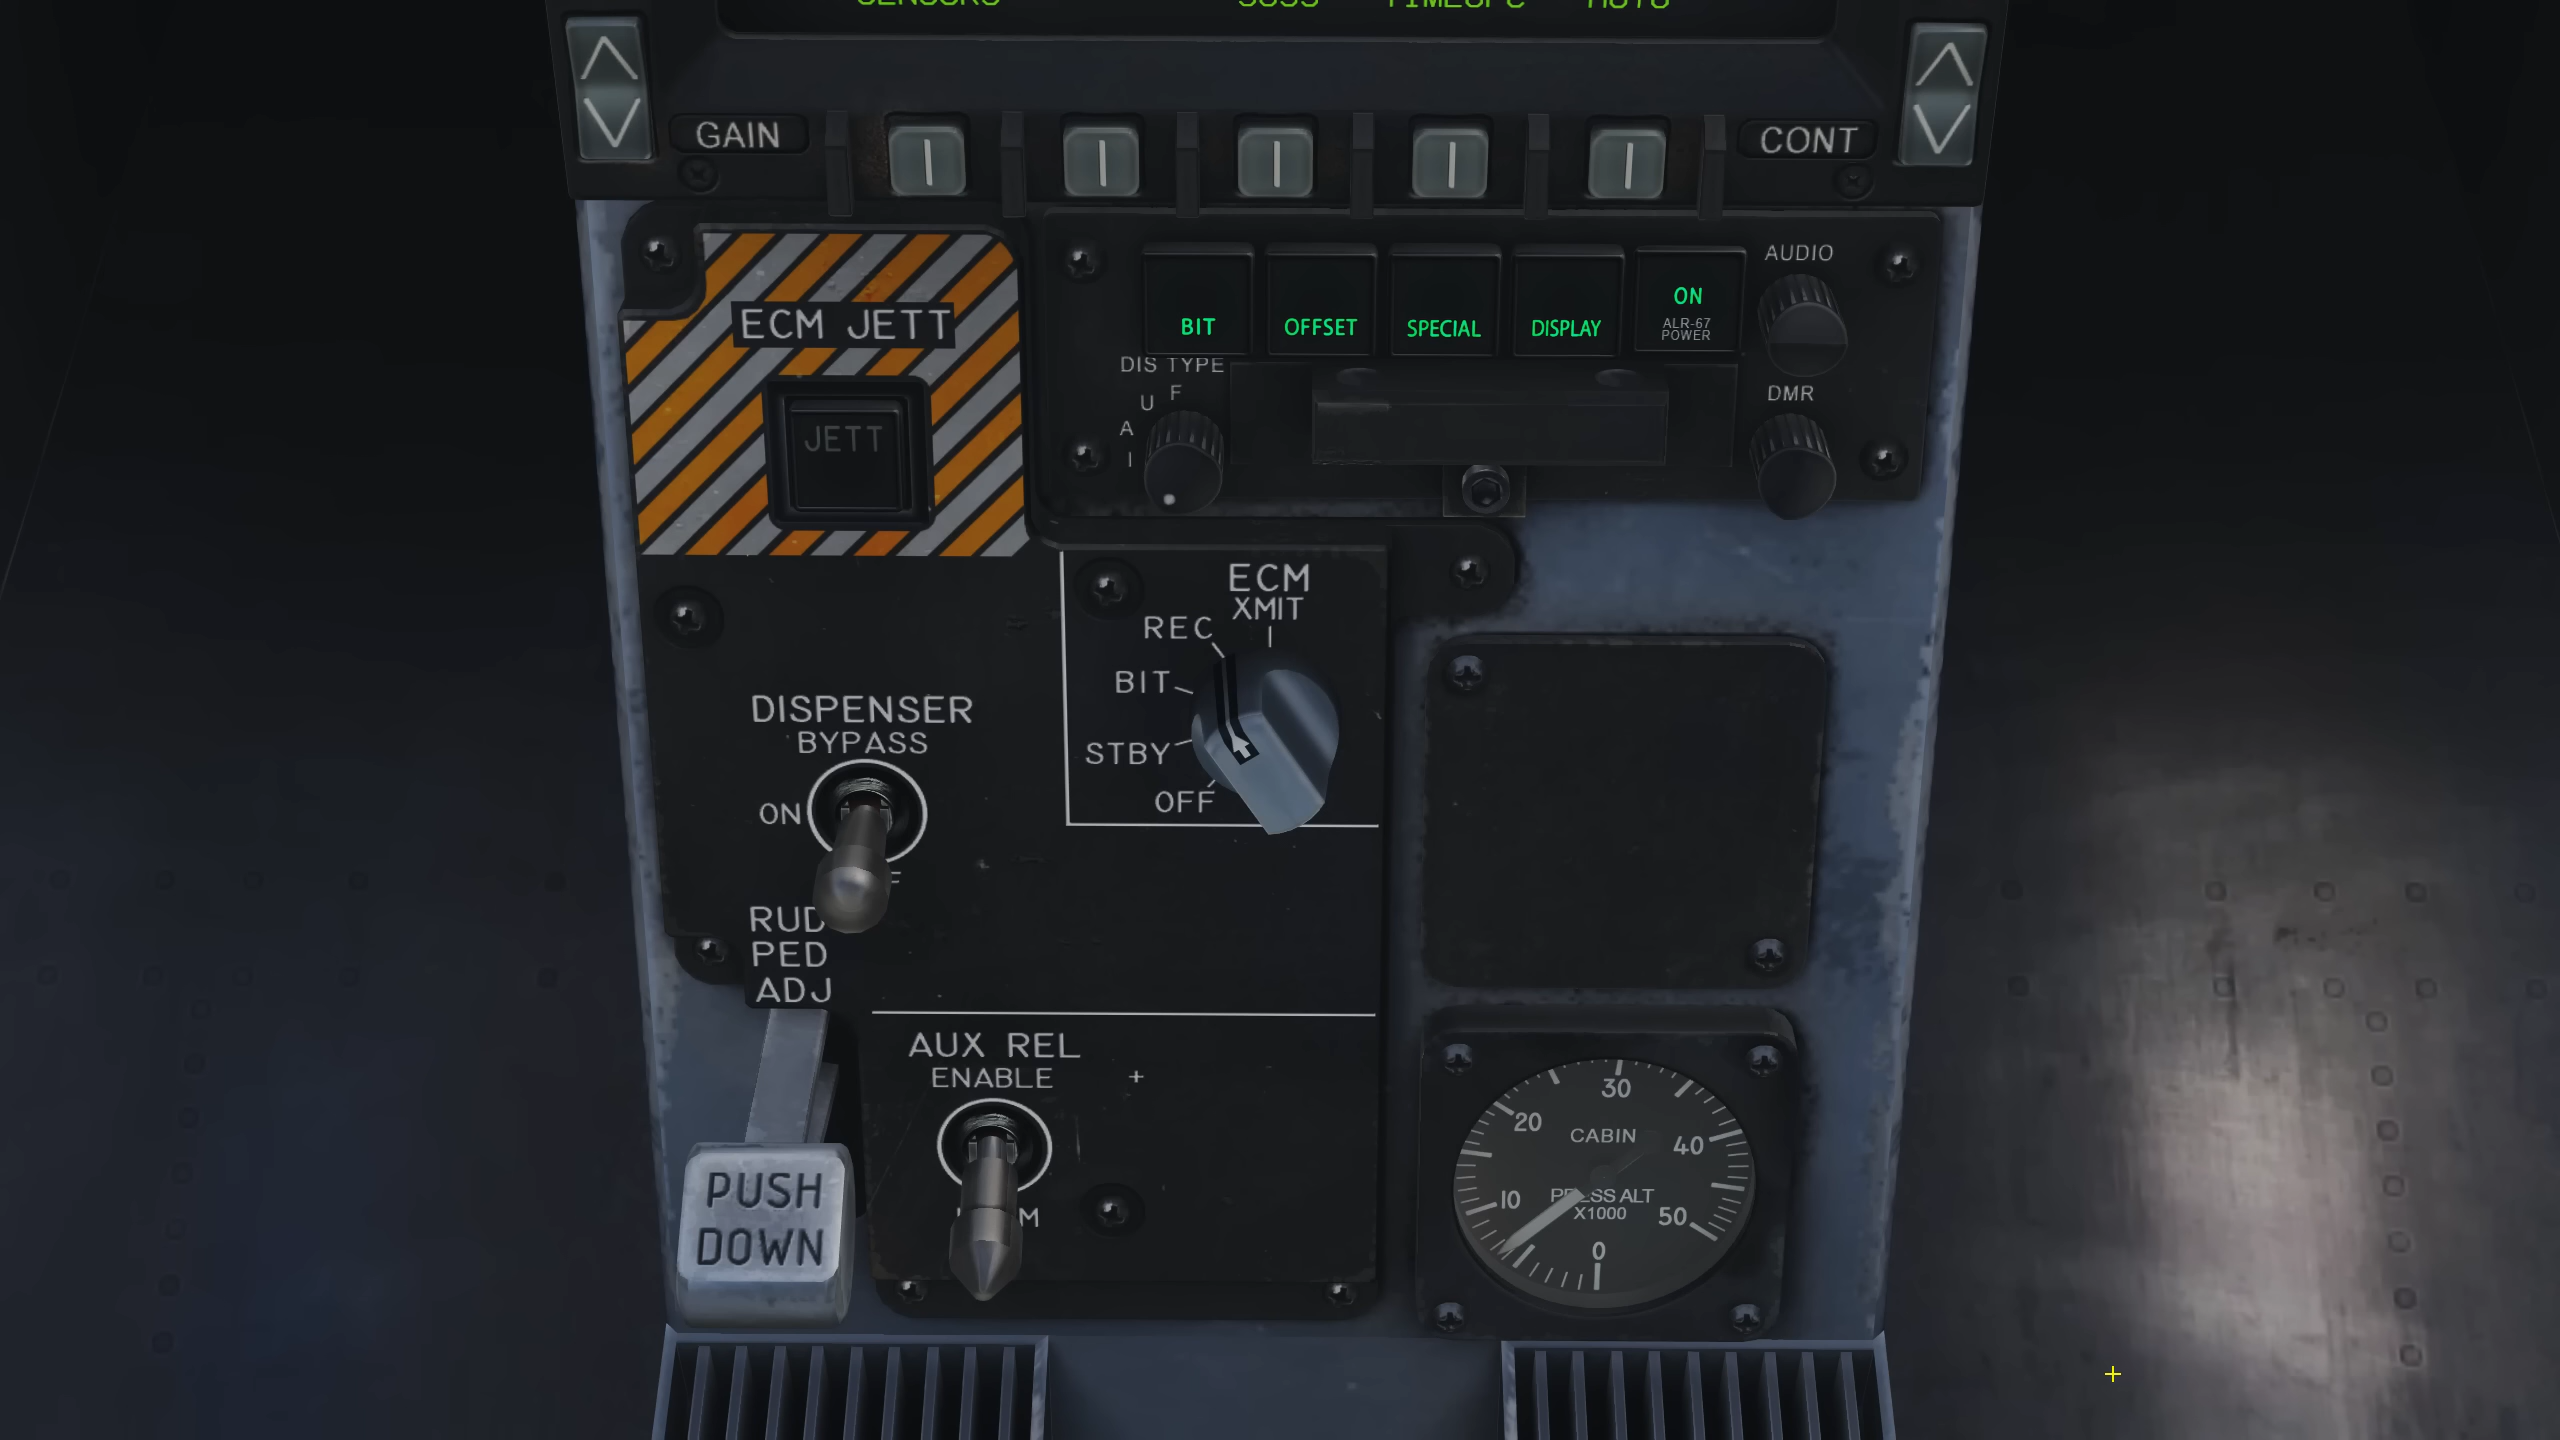 GAIN
CONT
ECM JETT
JETT
BIT
OFFSET
SPECIAL
DISPLAY
ON
ALR-67
POWER
AUDIO
DIS TYPE
F
U
A
I
DMR
ECM
XMIT
REC
BIT
STBY
OFF
DISPENSER
BYPASS
ON
RUD
PED
ADJ
AUX REL
ENABLE
PUSH
DOWN
30
20
CABIN
40
10
PRESS ALT
X1000
50
0